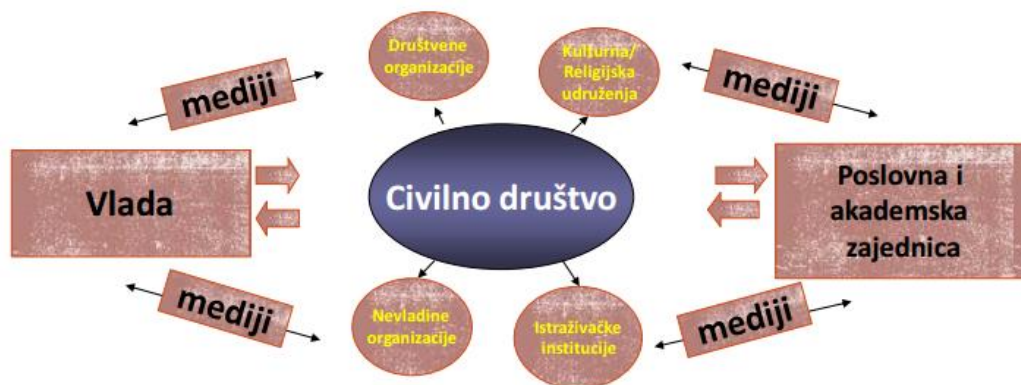 Društvene
organizacije
Kulturna/
Religijska
udruženja
mediji
mediji
Vlada
Civilno društvo
Poslovna i
akademska
zajednica
mediji
Nevladine
organizacije
Istraživačke
institucije
mediji